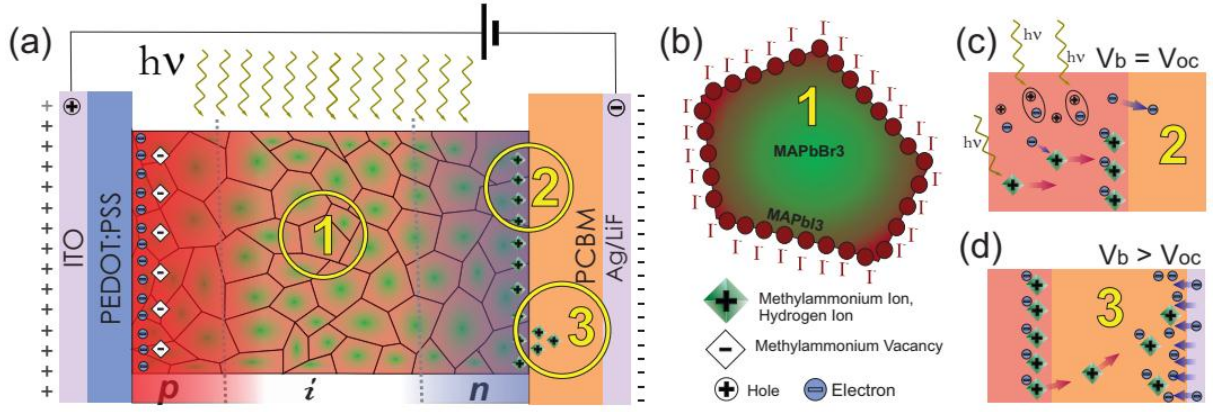 (a)
hν
ITO
PEDOT:PSS
PCBM
Ag/LiF
1
2
3
p
i
n
(b)
I⁻ I⁻ I⁻ I⁻ I⁻ I⁻ I⁻ I⁻ I⁻ I⁻ I⁻ I⁻ I⁻ I⁻ I⁻ I⁻ I⁻ I⁻ I⁻ I⁻ I⁻ I⁻ I⁻ I⁻
1
MAPbBr3
MAPbI3
Methylammonium Ion,
Hydrogen Ion
Methylammonium Vacancy
Hole
Electron
(c)
hν
hν
Vb = Voc
hν
2
(d)
Vb > Voc
3